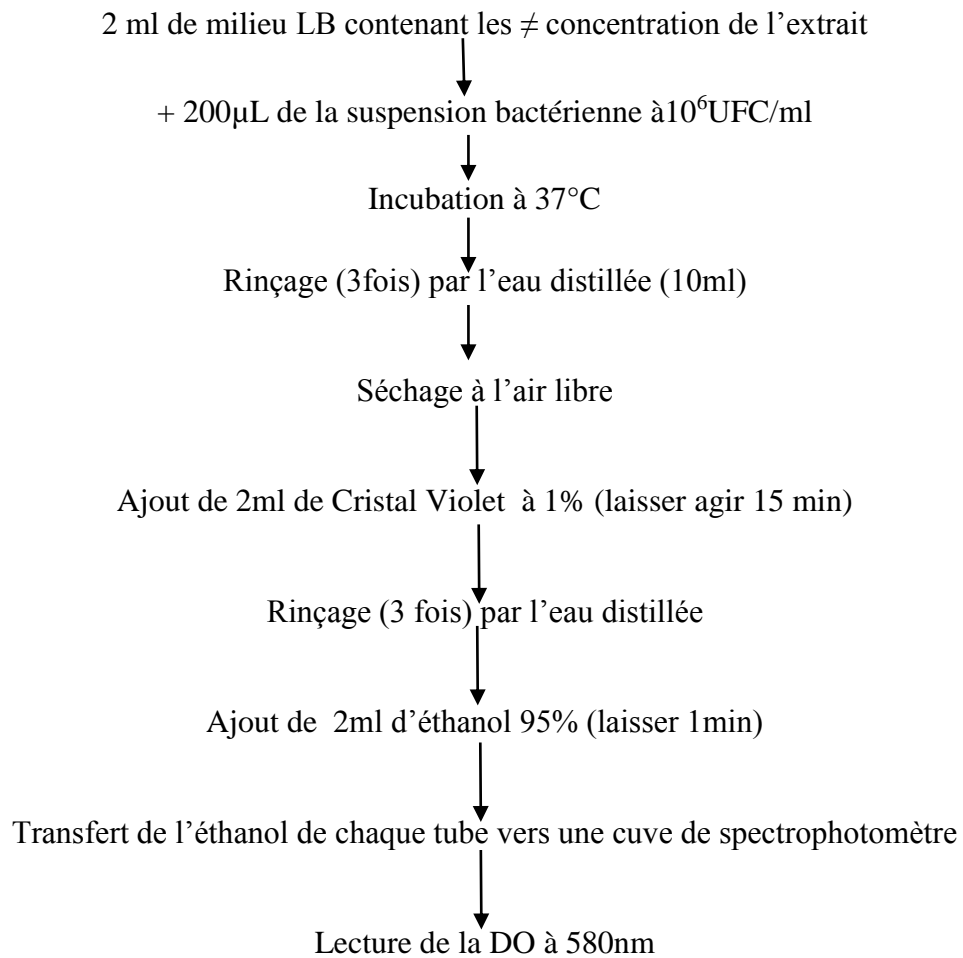 2 ml de milieu LB contenant les ≠ concentration de l’extrait
+ 200µL de la suspension bactérienne à10⁶UFC/ml
Incubation à 37°C
Rinçage (3fois) par l’eau distillée (10ml)
Séchage à l’air libre
Ajout de 2ml de Cristal Violet à 1% (laisser agir 15 min)
Rinçage (3 fois) par l’eau distillée
Ajout de 2ml d’éthanol 95% (laisser 1min)
Transfert de l’éthanol de chaque tube vers une cuve de spectrophotomètre
Lecture de la DO à 580nm